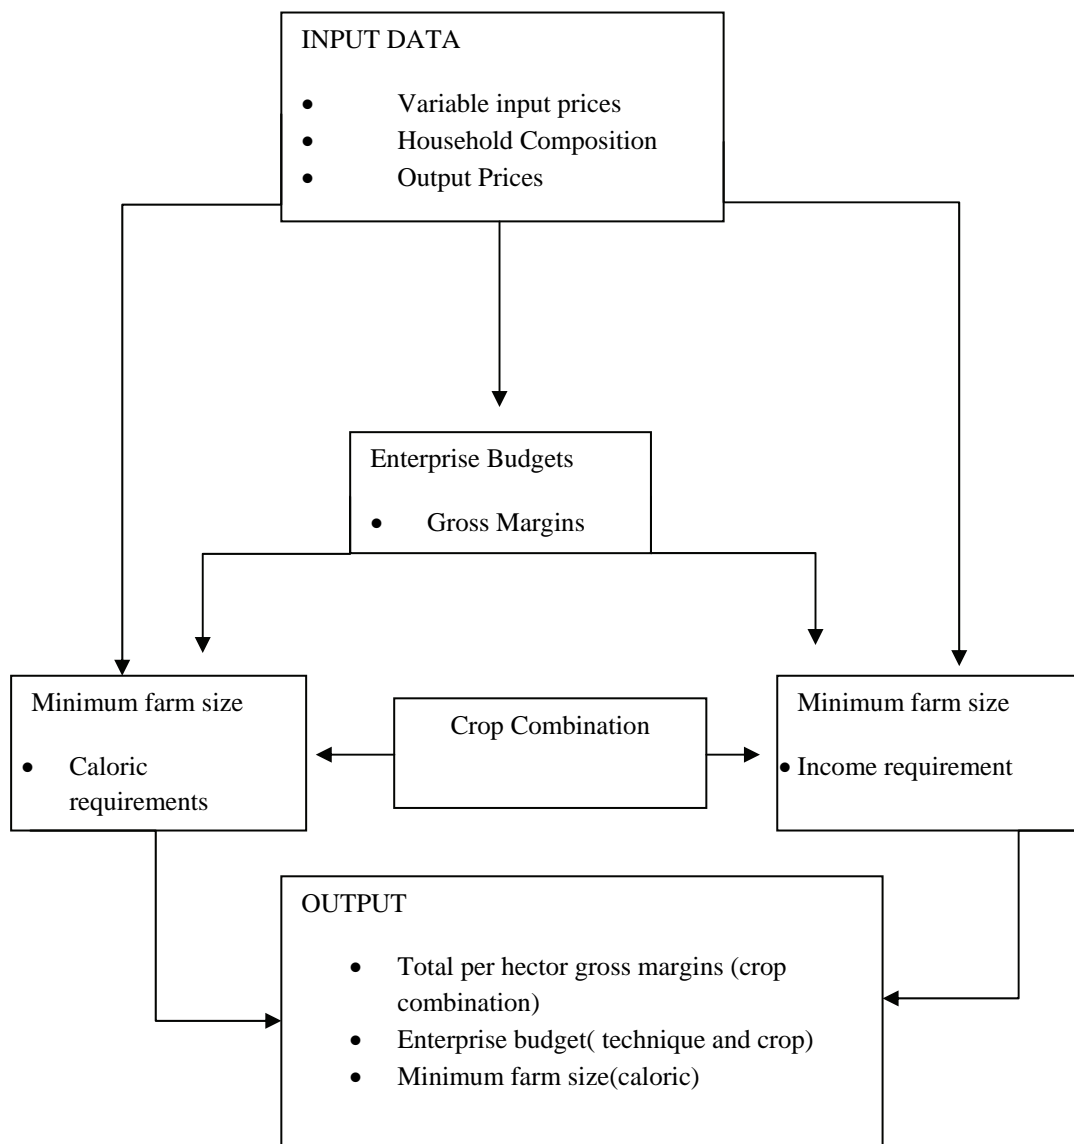 INPUT DATA
• Variable input prices
• Household Composition
• Output Prices
Enterprise Budgets
• Gross Margins
Minimum farm size
• Caloric
requirements
Crop Combination
Minimum farm size
• Income requirement
OUTPUT
• Total per hector gross margins (crop
combination)
• Enterprise budget( technique and crop)
• Minimum farm size(caloric)